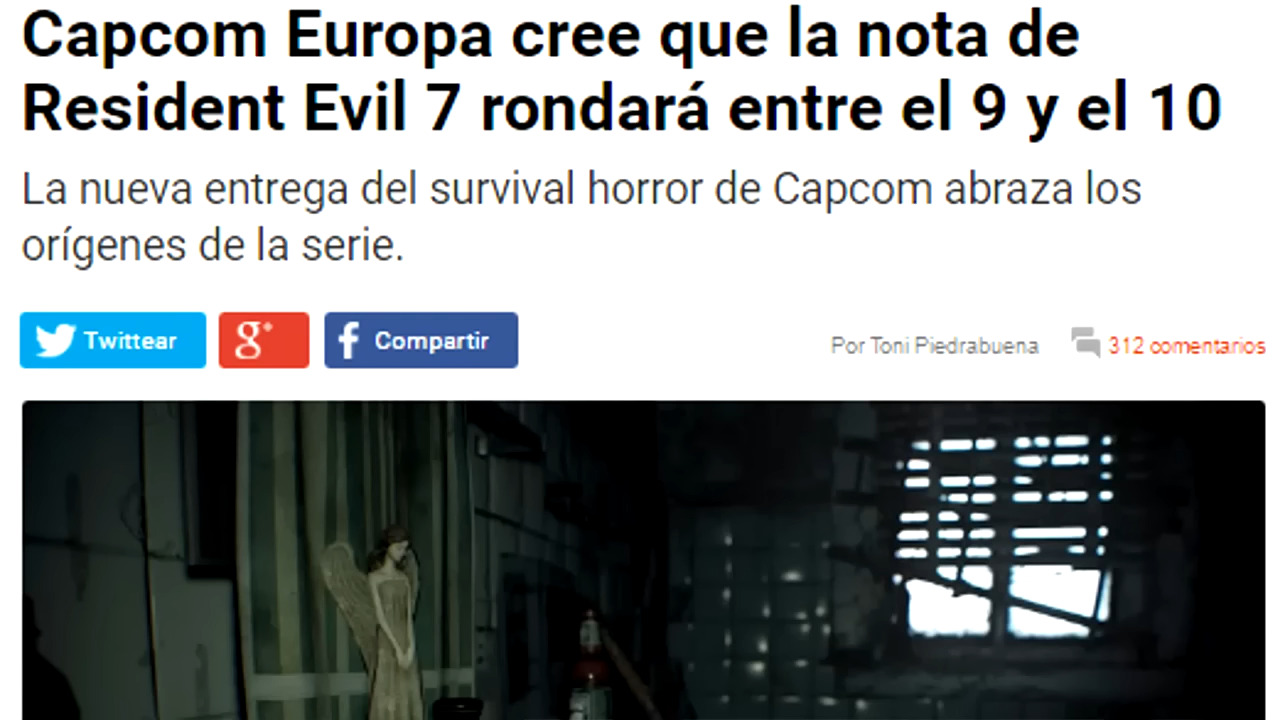 Capcom Europa cree que la nota de
Resident Evil 7 rondará entre el 9 y el 10
La nueva entrega del survival horror de Capcom abraza los
orígenes de la serie.
Twittear g+ Compartir Por Toni Piedrabuena 312 comentarios